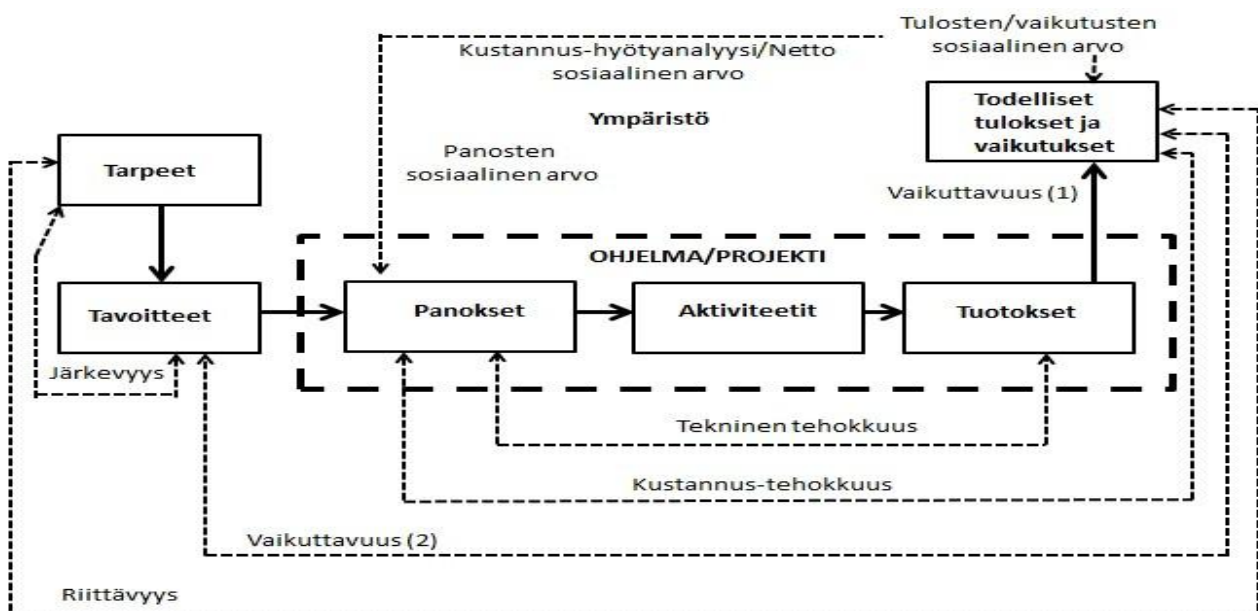 Tulosten/vaikutusten
sosiaalinen arvo
Kustannus-hyötyanalyysi/Netto
sosiaalinen arvo
Todelliset
tulokset ja
vaikutukset
Ympäristö
Panosten
sosiaalinen arvo
Tarpeet
Vaikuttavuus (1)
OHJELMA/PROJEKTI
Tavoitteet
Panokset
Aktiviteetit
Tuotokset
Järkevyys
Tekninen tehokkuus
Kustannus-tehokkuus
Vaikuttavuus (2)
Riittävyys